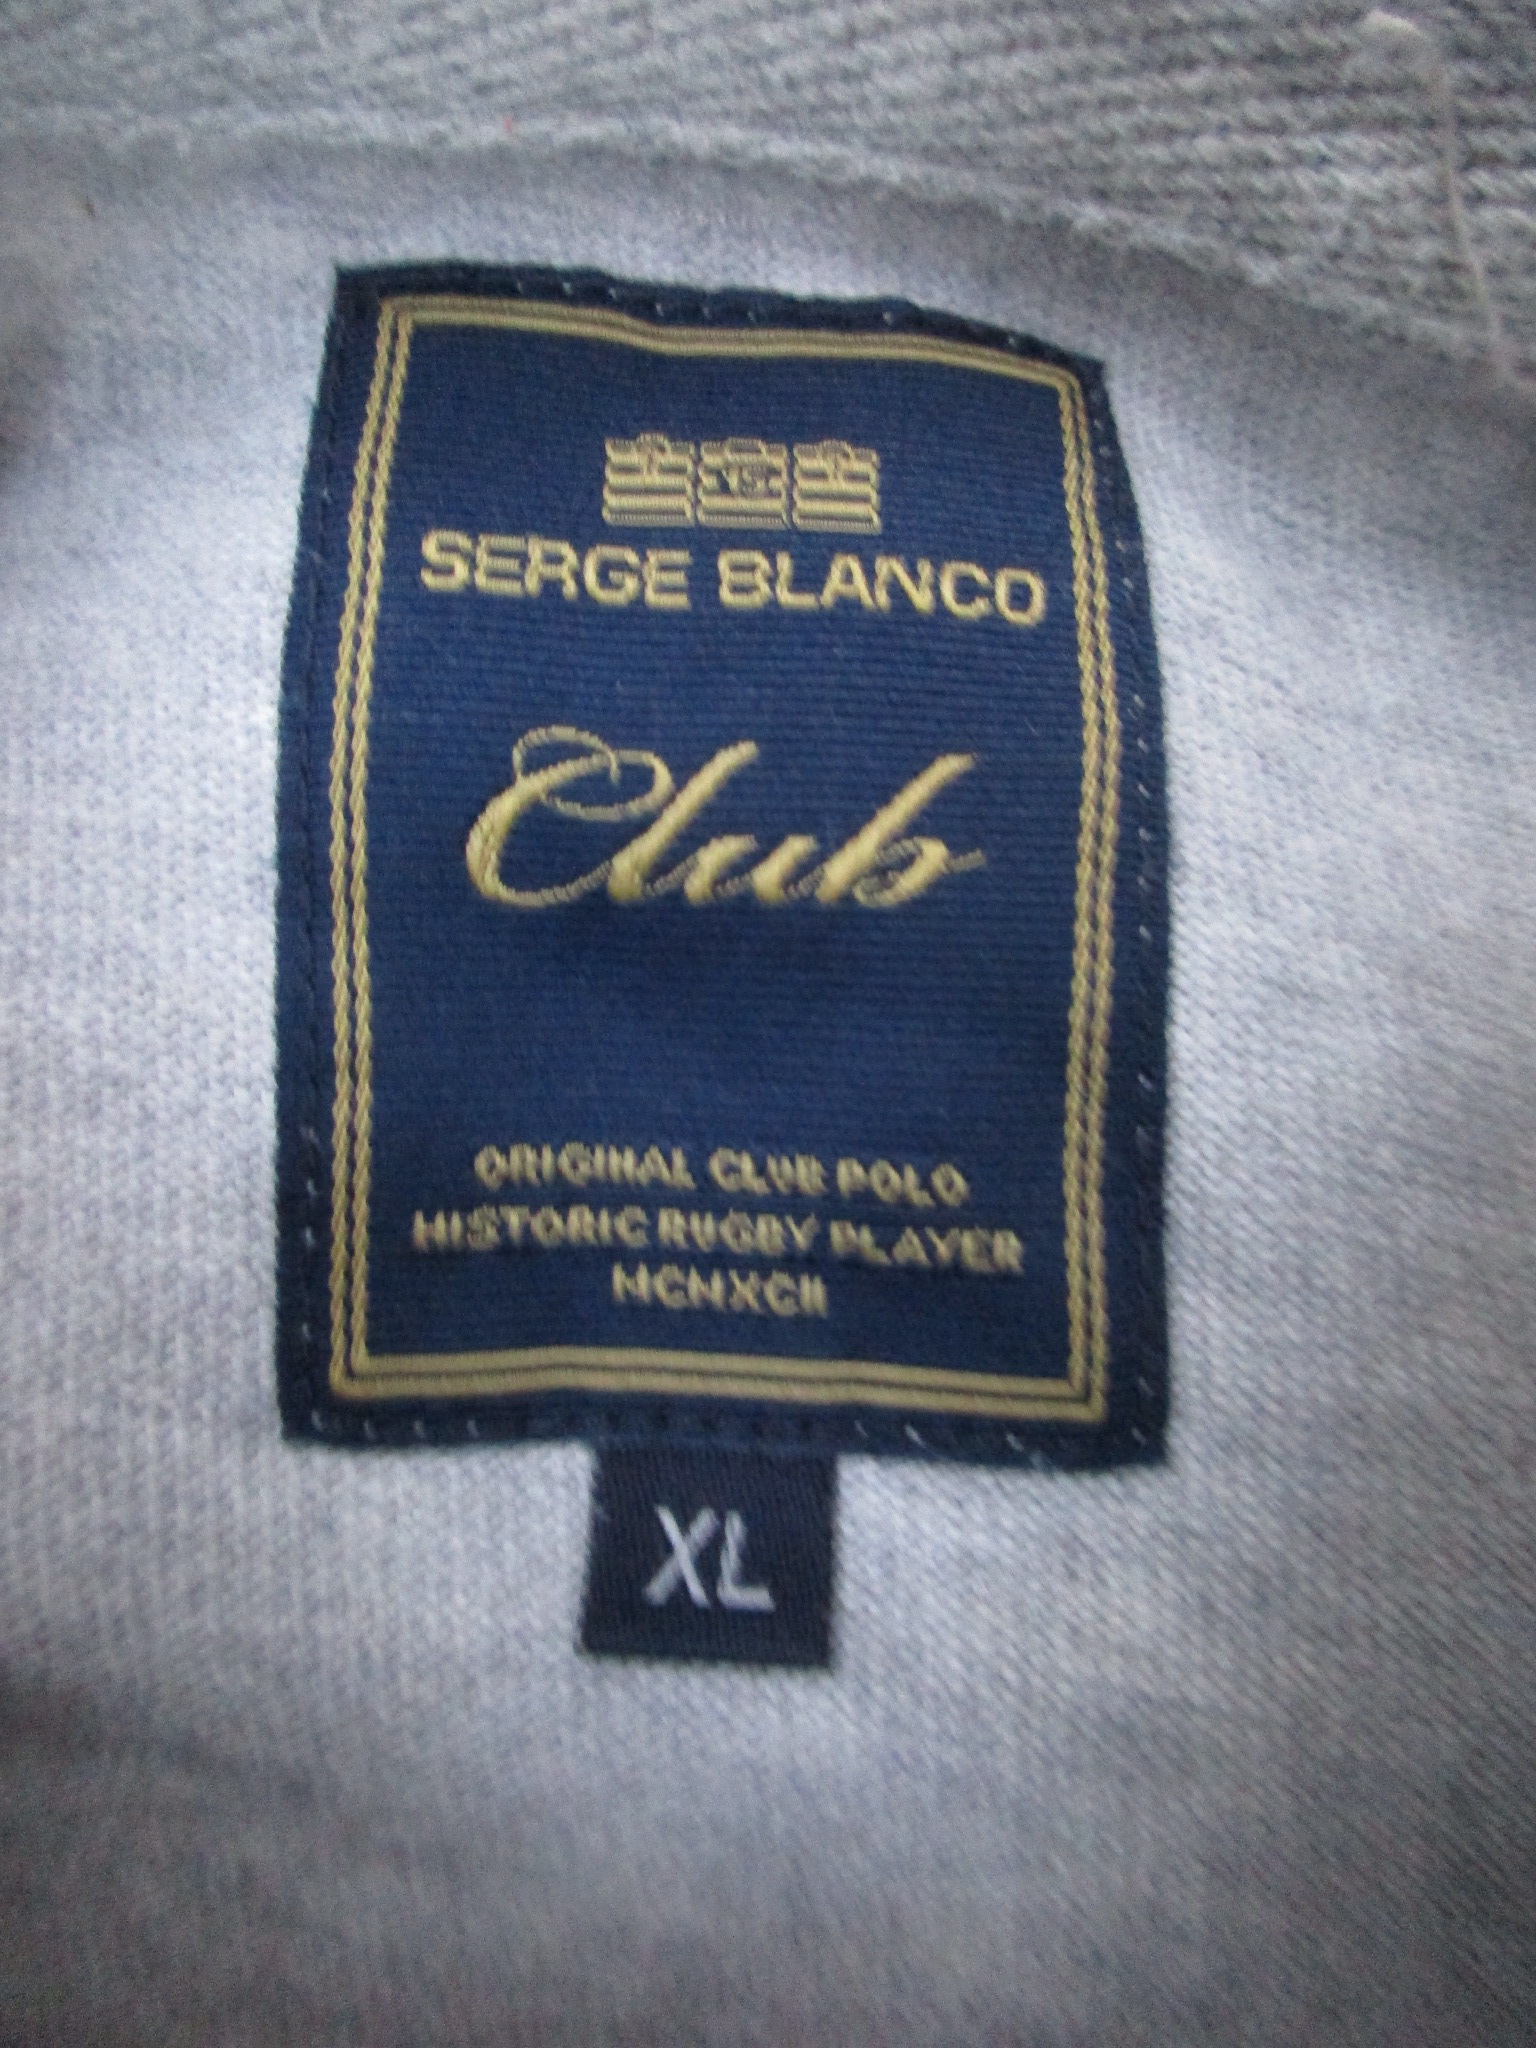 SERGE BLANCO
Club
ORIGINAL CLUB POLO
HISTORIC RUGBY PLAYER
MCMXCII
XL